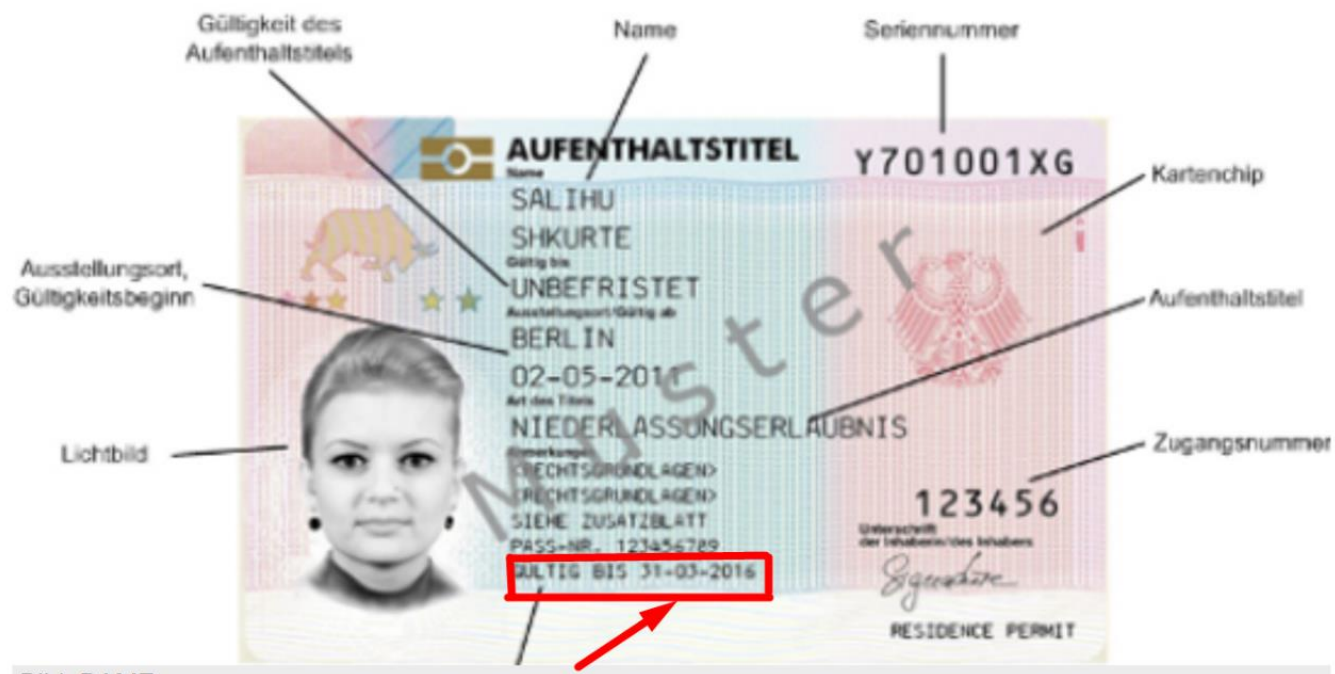 Gültigkeit des
Aufenthaltstitels
Name
Seriennummer
AUFENTHALTSTITEL
Y701001XG
Name
SALIHU
SHKURTE
Kartenchip
Gültig bis
UNBEFRISTET
Ausstellungsort,
Gültigkeitsbeginn
Ausstellungsort/Gültig ab
BERLIN
02-05-2011
Aufenthaltstitel
Art des Titels
NIEDERLASSUNGSERLAUBNIS
Lichtbild
Anmerkungen
<RECHTSGRUNDLAGEN>
<RECHTSGRUNDLAGEN>
SIEHE ZUSATZBLATT
PASS-NR. 123456789
GÜLTIG BIS 31-03-2016
Zugangsnummer
123456
Unterschrift
der Inhaberin/des Inhabers
Signature
RESIDENCE PERMIT
Muster